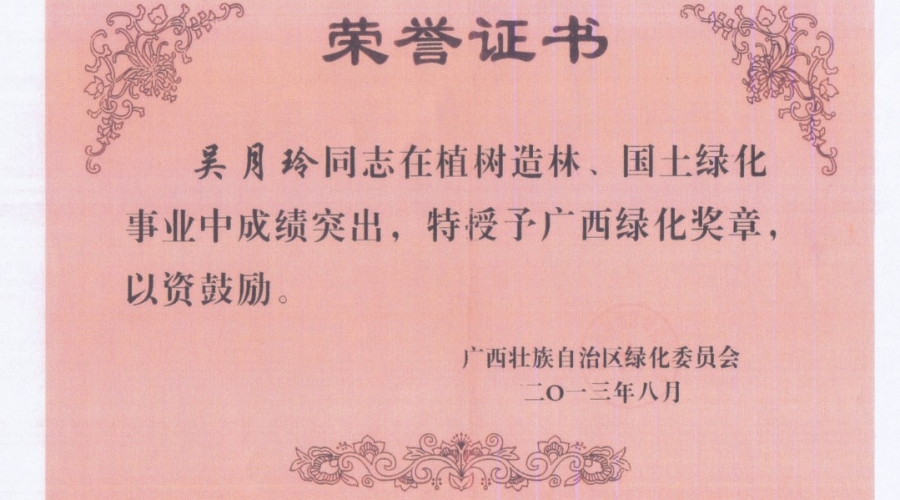 荣誉证书
吴月玲同志在植树造林、国土绿化
事业中成绩突出，特授予广西绿化奖章，
以资鼓励。
广西壮族自治区绿化委员会
二〇一三年八月